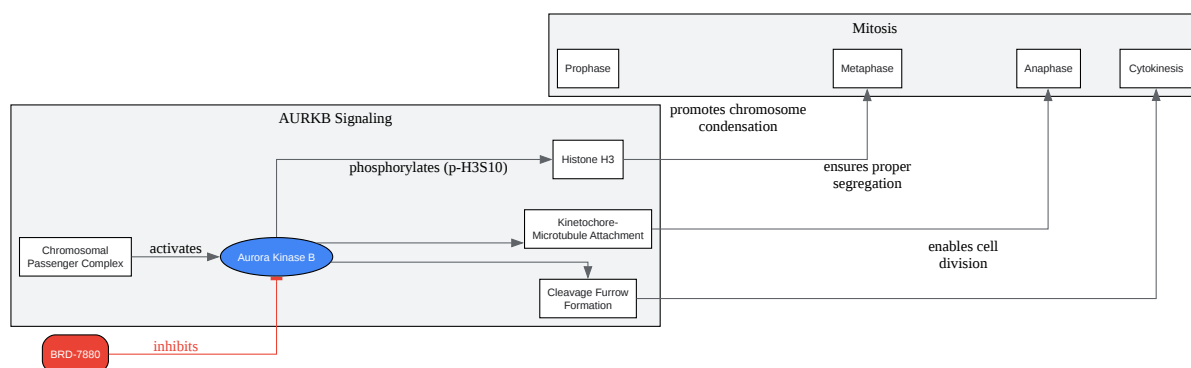 Mitosis
Prophase
Metaphase
Anaphase
Cytokinesis
AURKB Signaling
promotes chromosome
condensation
Histone H3
phosphorylates (p-H3S10)
ensures proper
segregation
Kinetochore-
Microtubule Attachment
Chromosomal
Passenger Complex
activates
Aurora Kinase B
enables cell
division
Cleavage Furrow
Formation
BRD-7880
inhibits